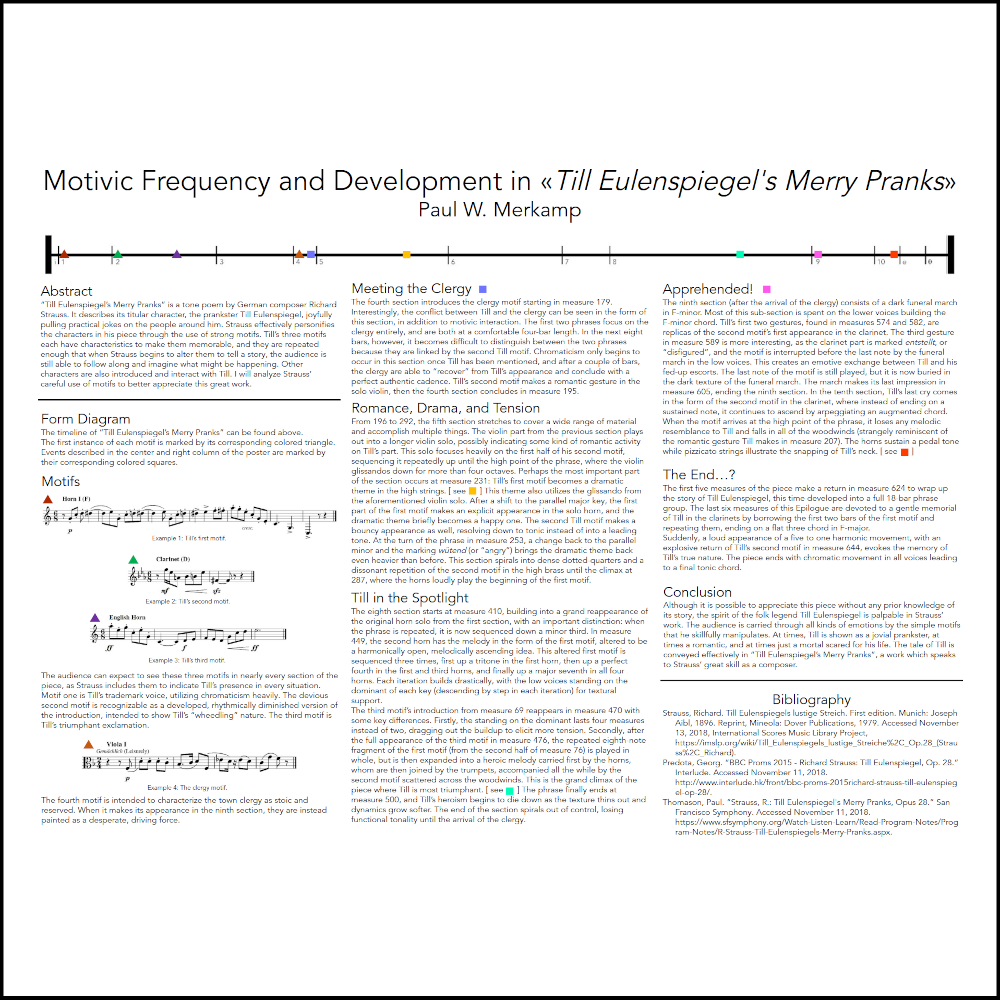 Motivic Frequency and Development in «Till Eulenspiegel's Merry Pranks»
Paul W. Merkamp
1 2 3 4 5 6 7 8 9 10
Abstract
"Till Eulenspiegel's Merry Pranks" is a tone poem by German composer Richard
Strauss. It describes its titular character, the prankster Till Eulenspiegel, joyfully
pulling practical jokes on the people around him. Strauss effectively personifies
the characters in his piece through the use of strong motifs. Till's three motifs
each have characteristics to make them memorable, and they are repeated
enough that when Strauss begins to alter them to tell a story, the audience is
still able to follow along and imagine what might be happening. Other
characters are also introduced and interact with Till. I will analyze Strauss'
careful use of motifs to better appreciate this great work.
Form Diagram
The timeline of "Till Eulenspiegel's Merry Pranks" can be found above.
The first instance of each motif is marked by its corresponding colored triangle.
Events described in the center and right column of the poster are marked by
their corresponding colored squares.
Motifs
Horn I (F)
p
cresc.
Example 1: Till's first motif.
Clarinet (D)
mf sfz
Example 2: Till's second motif.
English Horn
ff ff
Example 3: Till's third motif.
The audience can expect to see these three motifs in nearly every section of the
piece, as Strauss includes them to indicate Till's presence in every situation.
Motif one is Till's trademark voice, utilizing chromaticism heavily. The devious
second motif is recognizable as a developed, rhythmically diminished version of
the introduction, intended to show Till's "wheedling" nature. The third motif is
Till's triumphant exclamation.
Viola I
Gemächlich (Leisurely)
p
Example 4: The clergy motif.
The fourth motif is intended to characterize the town clergy as stoic and
reserved. When it makes its appearance in the ninth section, they are instead
painted as a desperate, driving force.
Meeting the Clergy
The fourth section introduces the clergy motif starting in measure 179.
Interestingly, the conflict between Till and the clergy can be seen in the form of
this section, in addition to motivic interaction. The first two phrases focus on the
clergy entirely, and are both at a comfortable four-bar length. In the next eight
bars, however, it becomes difficult to distinguish between the two phrases
because they are linked by the second Till motif. Chromaticism only begins to
occur in this section once Till has been mentioned, and after a couple of bars,
the clergy are able to "recover" from Till's appearance and conclude with a
perfect authentic cadence. Till's second motif makes a romantic gesture in the
solo violin, then the fourth section concludes in measure 195.
Romance, Drama, and Tension
From 196 to 292, the fifth section stretches to cover a wide range of material
and accomplish multiple things. The violin part from the previous section plays
out into a longer violin solo, possibly indicating some kind of romantic activity
on Till's part. This solo focuses heavily on the first half of his second motif,
sequencing it repeatedly up until the high point of the phrase, where the violin
glissandos down for more than four octaves. Perhaps the most important part
of the section occurs at measure 231: Till's first motif becomes a dramatic
theme in the high strings. [ see ] This theme also utilizes the glissando from
the aforementioned violin solo. After a shift to the parallel major key, the first
part of the first motif makes an explicit appearance in the solo horn, and the
dramatic theme briefly becomes a happy one. The second Till motif makes a
bouncy appearance as well, resolving down to tonic instead of into a leading
tone. At the turn of the phrase in measure 253, a change back to the parallel
minor and the marking wütend (or "angry") brings the dramatic theme back
even heavier than before. This section spirals into dense dotted-quarters and a
dissonant repetition of the second motif in the high brass until the climax at
287, where the horns loudly play the beginning of the first motif.
Till in the Spotlight
The eighth section starts at measure 410, building into a grand reappearance of
the original horn solo from the first section, with an important distinction: when
the phrase is repeated, it is now sequenced down a minor third. In measure
449, the second horn has the melody in the form of the first motif, altered to be
a harmonically open, melodically ascending idea. This altered first motif is
sequenced three times, first up a tritone in the first horn, then up a perfect
fourth in the first and third horns, and finally up a major seventh in all four
horns. Each iteration builds drastically, with the low voices standing on the
dominant of each key (descending by step in each iteration) for textural
support.
The third motif's introduction from measure 69 reappears in measure 470 with
some key differences. Firstly, the standing on the dominant lasts four measures
instead of two, dragging out the buildup to elicit more tension. Secondly, after
the full appearance of the third motif in measure 476, the repeated eighth note
fragment of the first motif (from the second half of measure 76) is played in
whole, but is then expanded into a heroic melody carried first by the horns,
whom are then joined by the trumpets, accompanied all the while by the
second motif scattered across the woodwinds. This is the grand climax of the
piece where Till is most triumphant. [ see ] The phrase finally ends at
measure 500, and Till's heroism begins to die down as the texture thins out and
dynamics grow softer. The end of the section spirals out of control, losing
functional tonality until the arrival of the clergy.
Apprehended!
The ninth section (after the arrival of the clergy) consists of a dark funeral march
in F-minor. Most of this sub-section is spent on the lower voices building the
F-minor chord. Till's first two gestures, found in measures 574 and 582, are
replicas of the second motif's first appearance in the clarinet. The third gesture
in measure 589 is more interesting, as the clarinet part is marked entstellt, or
"disfigured", and the motif is interrupted before the last note by the funeral
march in the low voices. This creates an emotive exchange between Till and his
fed-up escorts. The last note of the motif is still played, but it is now buried in
the dark texture of the funeral march. The march makes its last impression in
measure 605, ending the ninth section. In the tenth section, Till's last cry comes
in the form of the second motif in the clarinet, where instead of ending on a
sustained note, it continues to ascend by arpeggiating an augmented chord.
When the motif arrives at the high point of the phrase, it loses any melodic
resemblance to Till and falls in all of the woodwinds (strangely reminiscent of
the romantic gesture Till makes in measure 207). The horns sustain a pedal tone
while pizzicato strings illustrate the snapping of Till's neck. [ see ]
The End...?
The first five measures of the piece make a return in measure 624 to wrap up
the story of Till Eulenspiegel, this time developed into a full 18-bar phrase
group. The last six measures of this Epilogue are devoted to a gentle memorial
of Till in the clarinets by borrowing the first two bars of the first motif and
repeating them, ending on a flat three chord in F-major.
Suddenly, a loud appearance of a five to one harmonic movement, with an
explosive return of Till's second motif in measure 644, evokes the memory of
Till's true nature. The piece ends with chromatic movement in all voices leading
to a final tonic chord.
Conclusion
Although it is possible to appreciate this piece without any prior knowledge of
its story, the spirit of the folk legend Till Eulenspiegel is palpable in Strauss'
work. The audience is carried through all kinds of emotions by the simple motifs
that he skillfully manipulates. At times, Till is shown as a jovial prankster, at
times a romantic, and at times just a mortal scared for his life. The tale of Till is
conveyed effectively in "Till Eulenspiegel's Merry Pranks", a work which speaks
to Strauss' great skill as a composer.
Bibliography
Strauss, Richard. Till Eulenspiegels lustige Streich. First edition. Munich: Joseph
Aibl, 1896. Reprint, Mineola: Dover Publications, 1979. Accessed November
13, 2018, International Scores Music Library Project,
https://imslp.org/wiki/Till_Eulenspiegels_lustige_Streiche%2C_Op.28_(Strau
ss%2C_Richard).
Predota, Georg. "BBC Proms 2015 - Richard Strauss: Till Eulenspiegel, Op. 28."
Interlude. Accessed November 11, 2018.
http://www.interlude.hk/front/bbc-proms-2015richard-strauss-till-eulenspieg
el-op-28/.
Thomason, Paul. "Strauss, R.: Till Eulenspiegel's Merry Pranks, Opus 28." San
Francisco Symphony. Accessed November 11, 2018.
https://www.sfsymphony.org/Watch-Listen-Learn/Read-Program-Notes/Prog
ram-Notes/R-Strauss-Till-Eulenspiegels-Merry-Pranks.aspx.